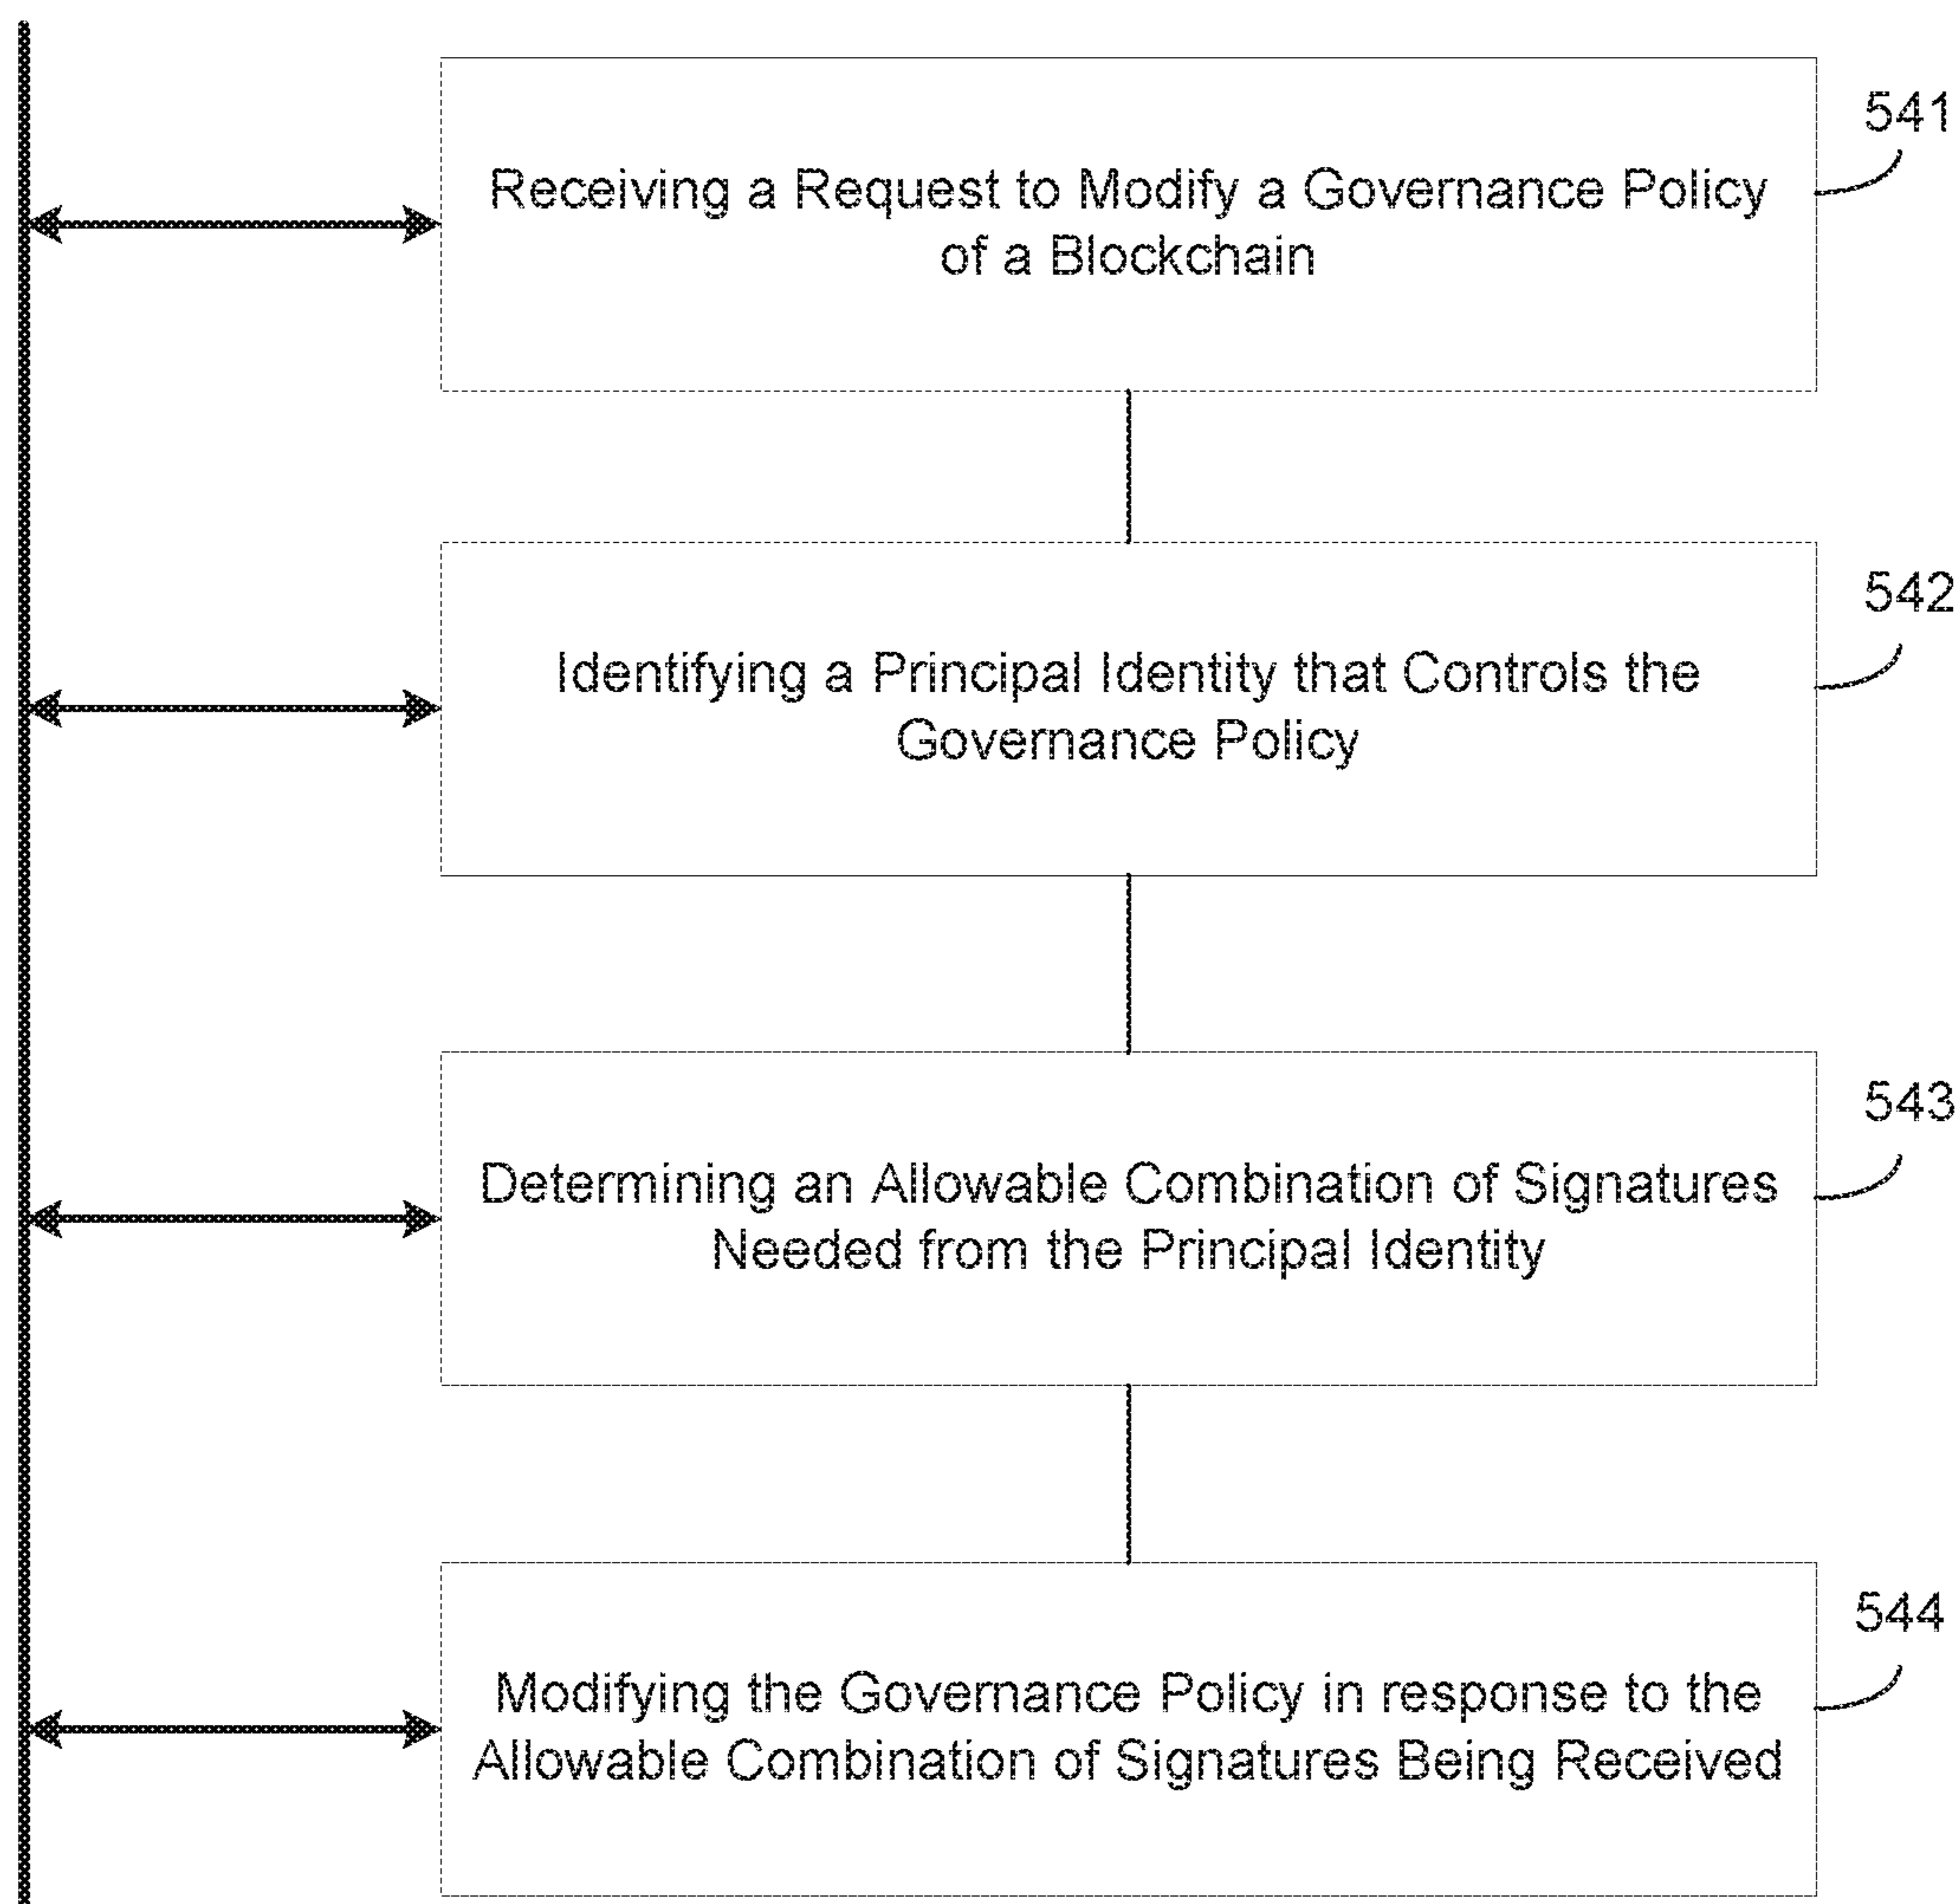 541
Receiving a Request to Modify a Governance Policy
of a Blockchain
542
Identifying a Principal Identity that Controls the
Governance Policy
543
Determining an Allowable Combination of Signatures
Needed from the Principal Identity
544
Modifying the Governance Policy in response to the
Allowable Combination of Signatures Being Received